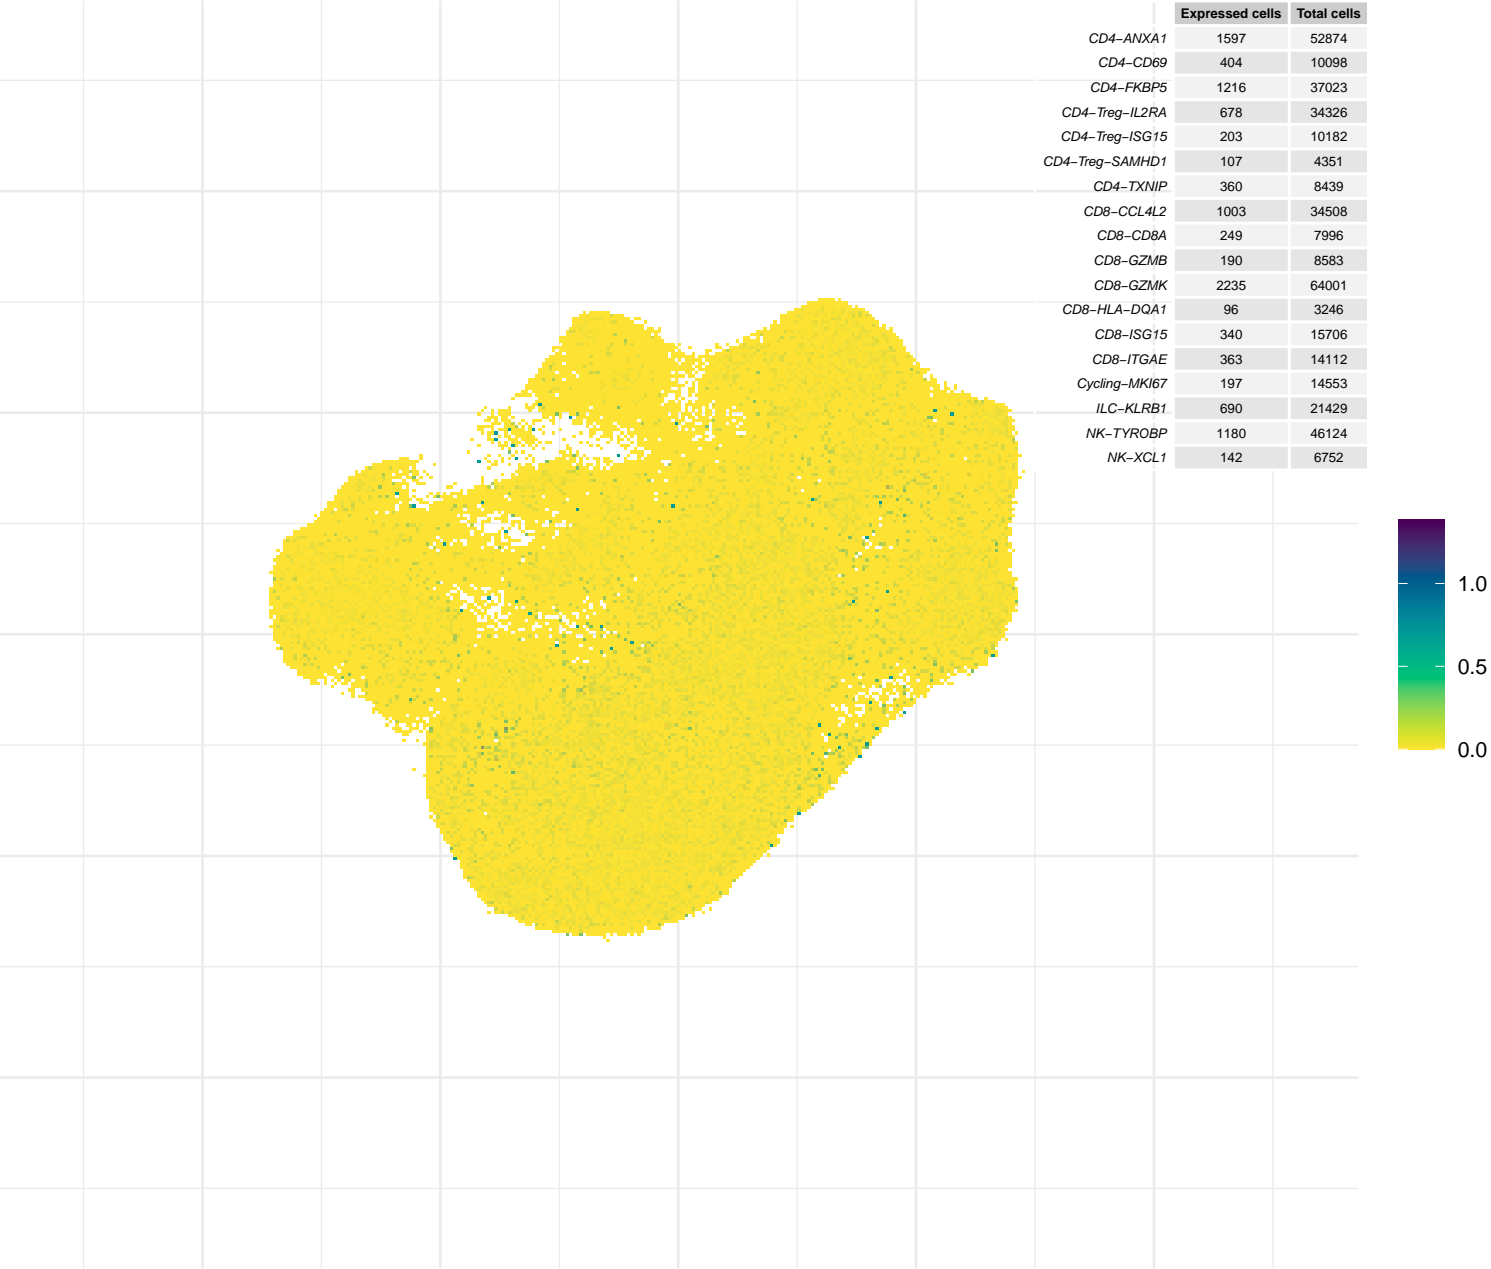 Expressed cells Total cells
CD4−ANXA1 1597 52874
CD4−CD69 404 10098
CD4−FKBP5 1216 37023
CD4−Treg−IL2RA 678 34326
CD4−Treg−ISG15 203 10182
CD4−Treg−SAMHD1 107 4351
CD4−TXNIP 360 8439
CD8−CCL4L2 1003 34508
CD8−CD8A 249 7996
CD8−GZMB 190 8583
CD8−GZMK 2235 64001
CD8−HLA−DQA1 96 3246
CD8−ISG15 340 15706
CD8−ITGAE 363 14112
Cycling−MKI67 197 14553
ILC−KLRB1 690 21429
NK−TYROBP 1180 46124
NK−XCL1 142 6752
1.0
0.5
0.0